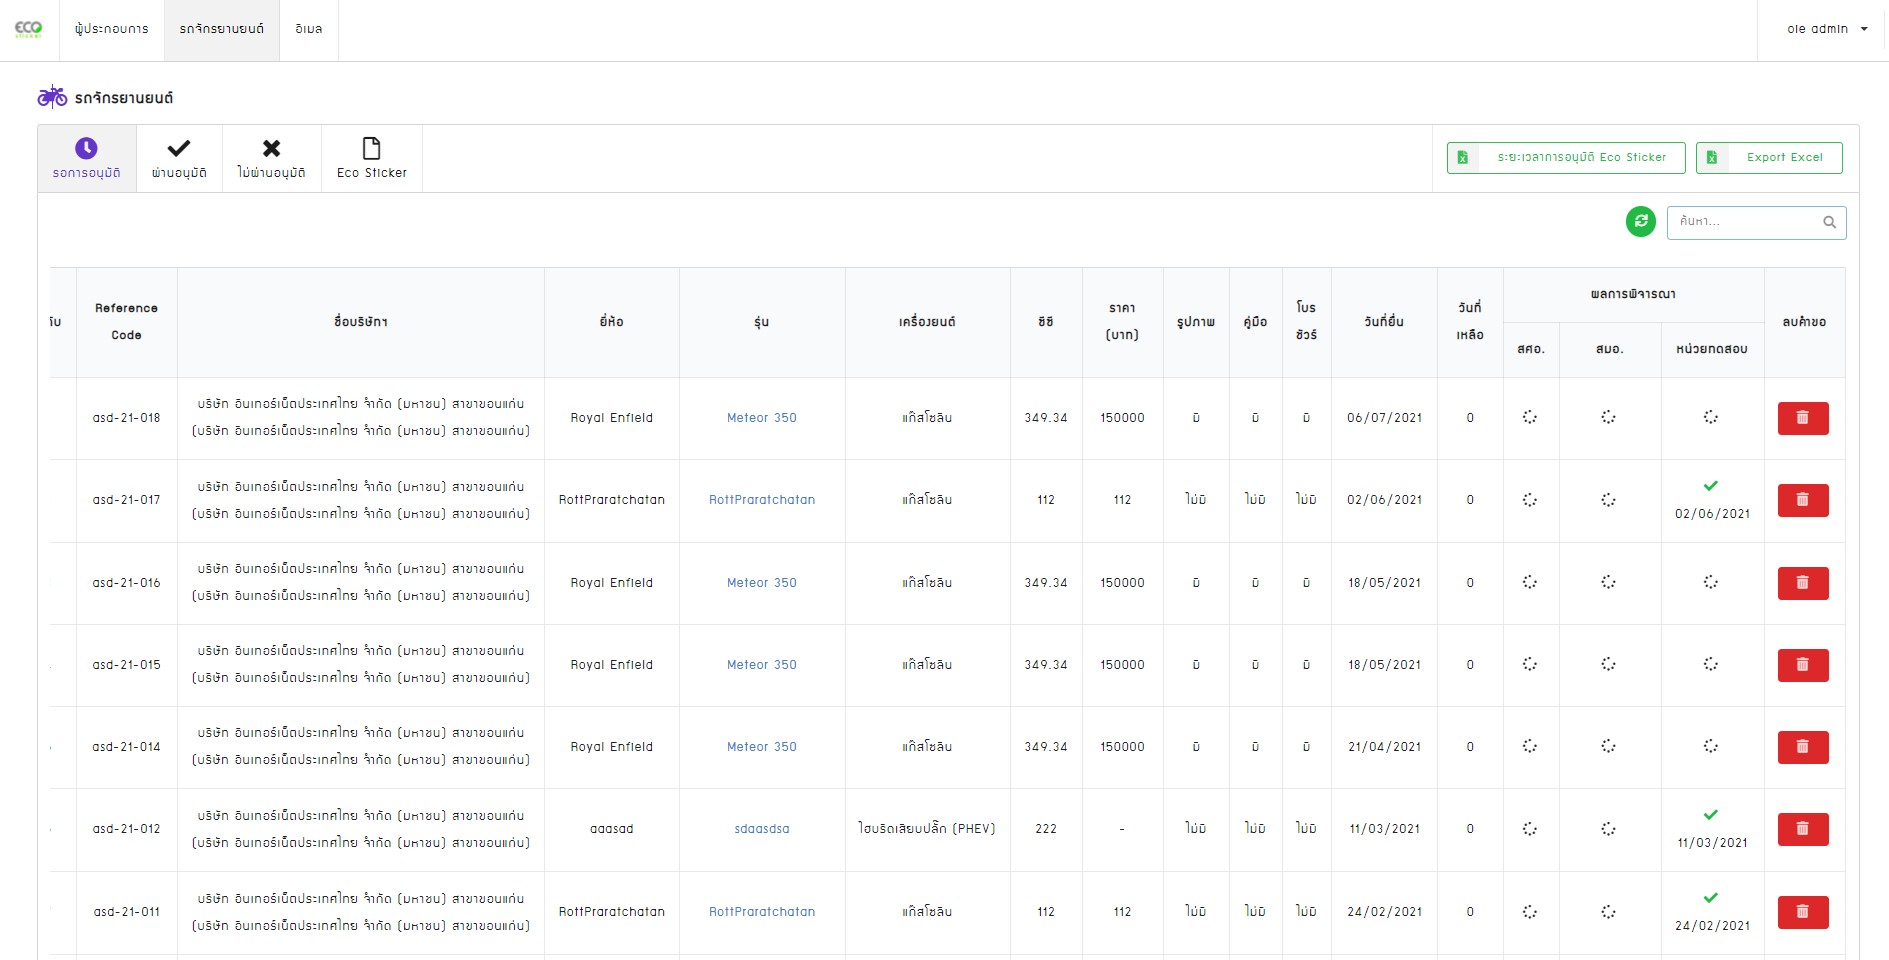 ECO
sticker
ผู้ประกอบการ
รถจักรยานยนต์
อีเมล
ole admin
รถจักรยานยนต์
รอการอนุมัติ
ผ่านอนุมัติ
ไม่ผ่านอนุมัติ
Eco Sticker
ระยะเวลาการอนุมัติ Eco Sticker
Export Excel
ค้นหา...
Reference Code
ชื่อบริษัทฯ
ยี่ห้อ
รุ่น
เครื่องยนต์
ซีซี
ราคา (บาท)
รูปภาพ
คู่มือ
โบรชัวร์
วันที่ยื่น
วันที่เหลือ
ผลการพิจารณา
ลบคำขอ
สศอ.
สมอ.
หน่วยทดสอบ
asd-21-018
บริษัท อินเทอร์เน็ตประเทศไทย จำกัด (มหาชน) สาขาขอนแก่น
(บริษัท อินเทอร์เน็ตประเทศไทย จำกัด (มหาชน) สาขาขอนแก่น)
Royal Enfield
Meteor 350
แก๊สโซลีน
349.34
150000
มี
มี
มี
06/07/2021
0
asd-21-017
บริษัท อินเทอร์เน็ตประเทศไทย จำกัด (มหาชน) สาขาขอนแก่น
(บริษัท อินเทอร์เน็ตประเทศไทย จำกัด (มหาชน) สาขาขอนแก่น)
RottPraratchatan
RottPraratchatan
แก๊สโซลีน
112
112
ไม่มี
ไม่มี
ไม่มี
02/06/2021
0
02/06/2021
asd-21-016
บริษัท อินเทอร์เน็ตประเทศไทย จำกัด (มหาชน) สาขาขอนแก่น
(บริษัท อินเทอร์เน็ตประเทศไทย จำกัด (มหาชน) สาขาขอนแก่น)
Royal Enfield
Meteor 350
แก๊สโซลีน
349.34
150000
มี
มี
มี
18/05/2021
0
asd-21-015
บริษัท อินเทอร์เน็ตประเทศไทย จำกัด (มหาชน) สาขาขอนแก่น
(บริษัท อินเทอร์เน็ตประเทศไทย จำกัด (มหาชน) สาขาขอนแก่น)
Royal Enfield
Meteor 350
แก๊สโซลีน
349.34
150000
มี
มี
มี
18/05/2021
0
asd-21-014
บริษัท อินเทอร์เน็ตประเทศไทย จำกัด (มหาชน) สาขาขอนแก่น
(บริษัท อินเทอร์เน็ตประเทศไทย จำกัด (มหาชน) สาขาขอนแก่น)
Royal Enfield
Meteor 350
แก๊สโซลีน
349.34
150000
มี
มี
มี
21/04/2021
0
asd-21-012
บริษัท อินเทอร์เน็ตประเทศไทย จำกัด (มหาชน) สาขาขอนแก่น
(บริษัท อินเทอร์เน็ตประเทศไทย จำกัด (มหาชน) สาขาขอนแก่น)
aaasad
sdaasdsa
ไฮบริดเสียบปลั๊ก (PHEV)
222
-
ไม่มี
ไม่มี
ไม่มี
11/03/2021
0
11/03/2021
asd-21-011
บริษัท อินเทอร์เน็ตประเทศไทย จำกัด (มหาชน) สาขาขอนแก่น
(บริษัท อินเทอร์เน็ตประเทศไทย จำกัด (มหาชน) สาขาขอนแก่น)
RottPraratchatan
RottPraratchatan
แก๊สโซลีน
112
112
ไม่มี
ไม่มี
ไม่มี
24/02/2021
0
24/02/2021